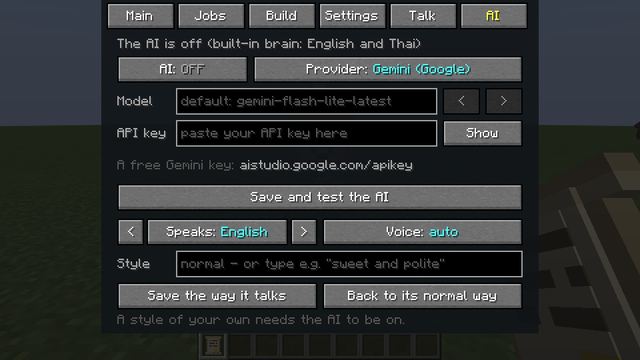 Main Jobs Build Settings Talk AI
The AI is off (built-in brain: English and Thai)
AI: OFF Provider: Gemini (Google)
Model default: gemini-flash-lite-latest < >
API key paste your API key here Show
A free Gemini key: aistudio.google.com/apikey
Save and test the AI
< Speaks: English > Voice: auto
Style normal - or type e.g. "sweet and polite"
Save the way it talks Back to its normal way
A style of your own needs the AI to be on.